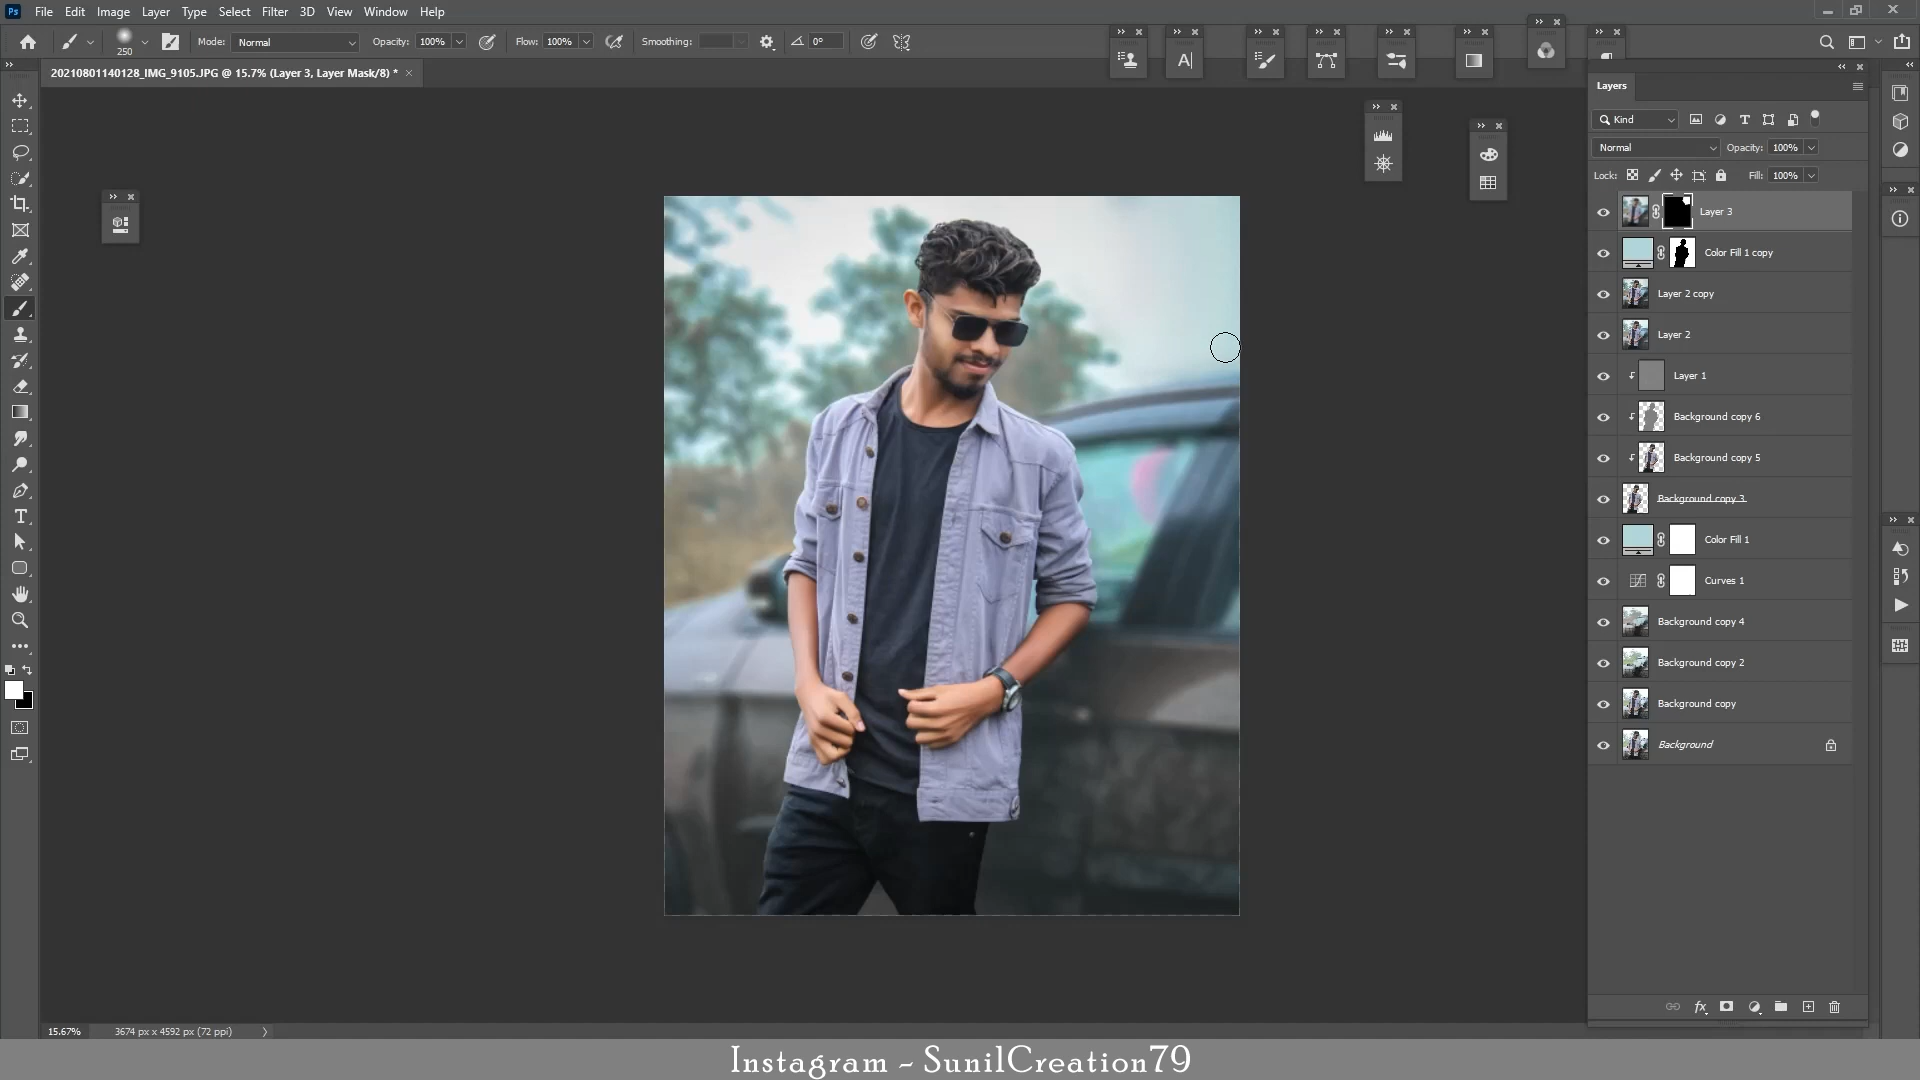 Ps File Edit Image Layer Type Select Filter 3D View Window Help
250 Mode: Normal Opacity: 100% Flow: 100% Smoothing: 0°
20210801140128_IMG_9105.JPG @ 15.7% (Layer 3, Layer Mask/8) * ×
Layers
Kind
Normal Opacity: 100%
Lock: Fill: 100%
Layer 3
Color Fill 1 copy
Layer 2 copy
Layer 2
Layer 1
Background copy 6
Background copy 5
Background copy 3
Color Fill 1
Curves 1
Background copy 4
Background copy 2
Background copy
Background
15.67% 3674 px x 4592 px (72 ppi)
Instagram - SunilCreation79